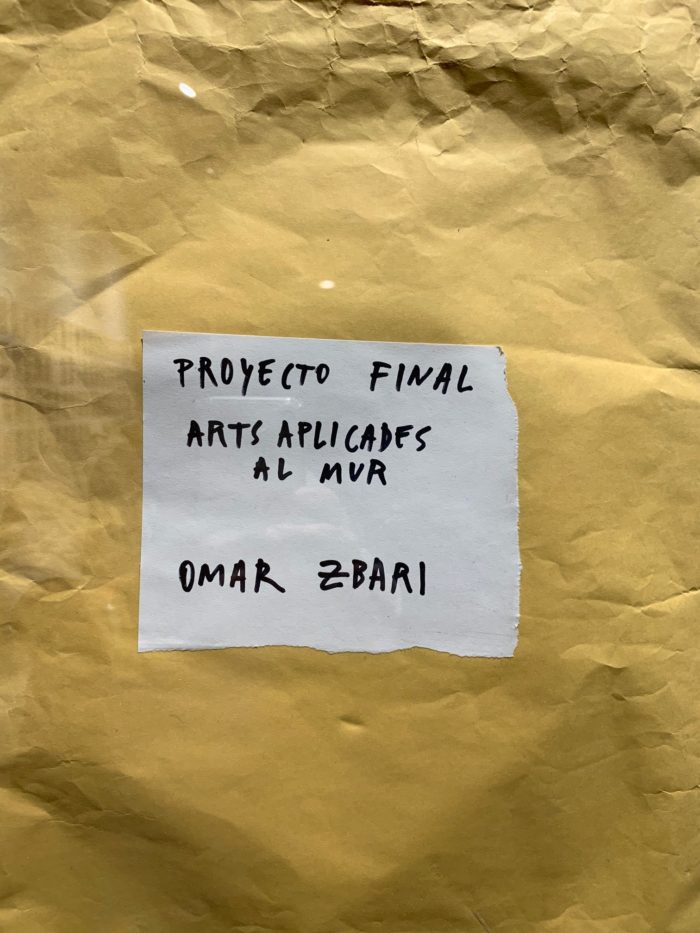 PROYECTO FINAL
ARTS APLICADES
AL MUR
OMAR ZBARI